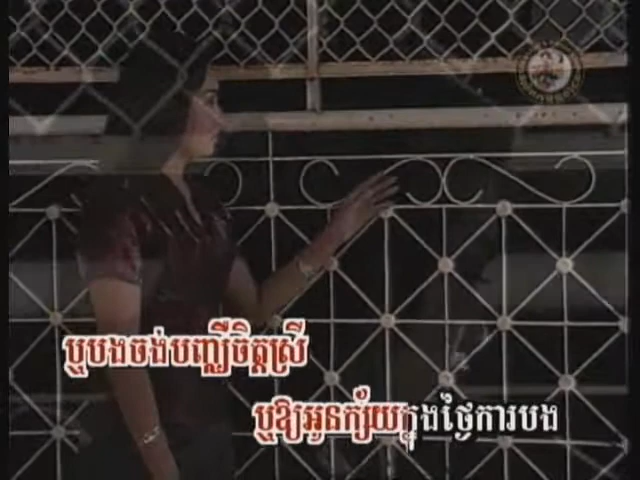 ឬបងចង់បញ្ឈឺចិត្តស្រី
ឬឱ្យអូនក្ស័យក្នុងថ្ងៃការបង